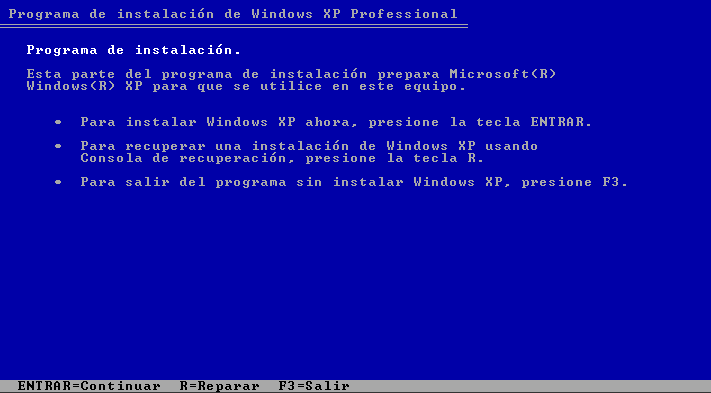 Programa de instalación de Windows XP Professional
Programa de instalación.
Esta parte del programa de instalación prepara Microsoft(R)
Windows(R) XP para que se utilice en este equipo.
• Para instalar Windows XP ahora, presione la tecla ENTRAR.
• Para recuperar una instalación de Windows XP usando
Consola de recuperación, presione la tecla R.
• Para salir del programa sin instalar Windows XP, presione F3.
ENTRAR=Continuar R=Reparar F3=Salir